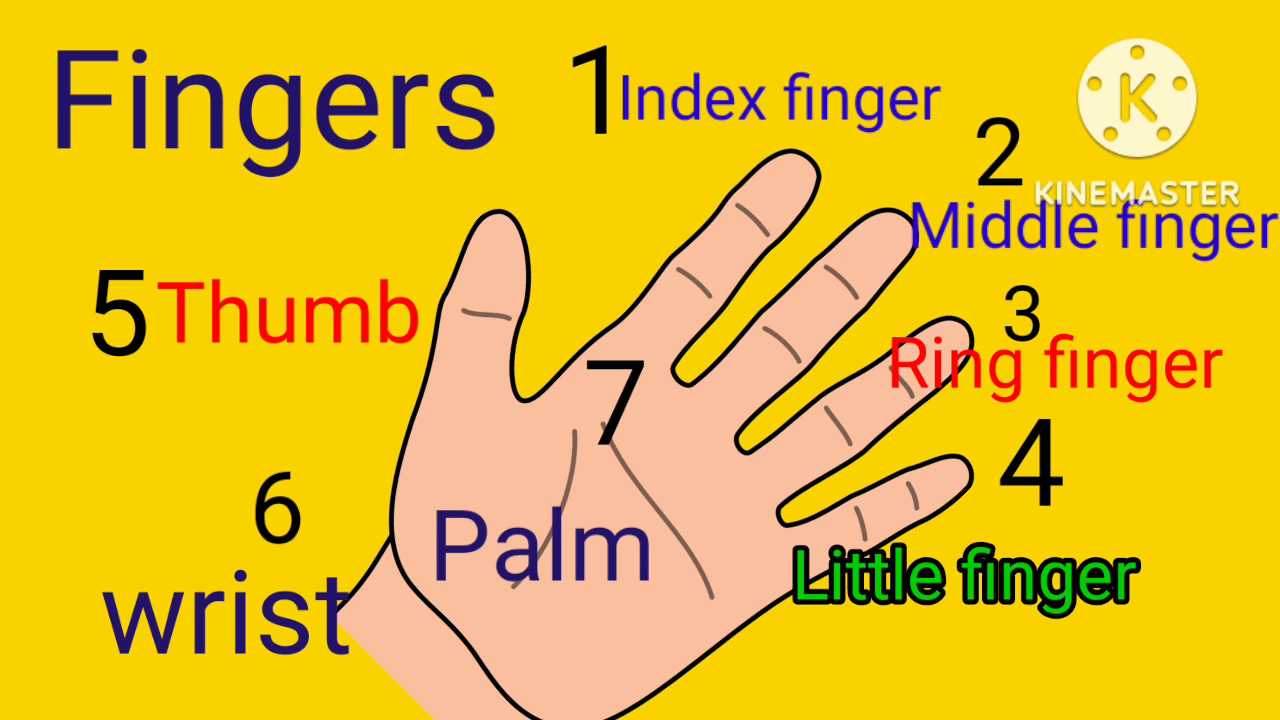 Fingers
1 Index finger
K
KINEMASTER
2
Middle finger
5 Thumb
3
Ring finger
7
4
6
Palm
Little finger
wrist